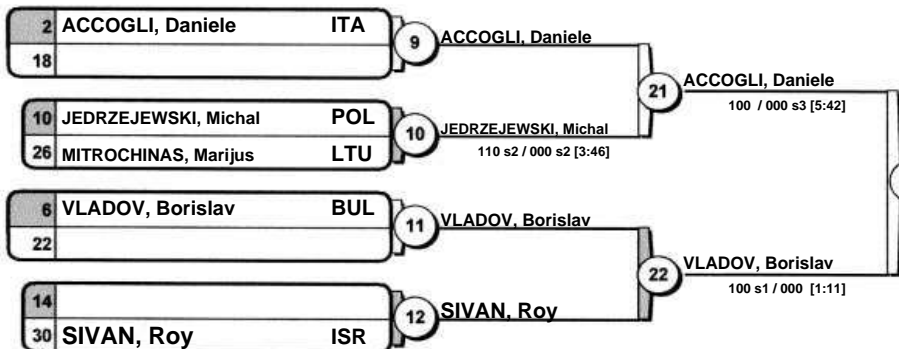 2 ACCOGLI, Daniele ITA
18
9
ACCOGLI, Daniele
10 JEDRZEJEWSKI, Michal POL
26 MITROCHINAS, Marijus LTU
10
JEDRZEJEWSKI, Michal
110 s2 / 000 s2 [3:46]
21
ACCOGLI, Daniele
100 / 000 s3 [5:42]
6 VLADOV, Borislav BUL
22
11
VLADOV, Borislav
14
30 SIVAN, Roy ISR
12
SIVAN, Roy
22
VLADOV, Borislav
100 s1 / 000 [1:11]